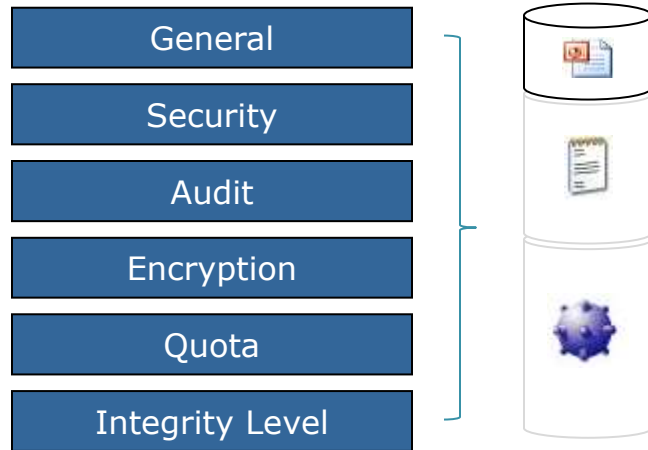 General
Security
Audit
Encryption
Quota
Integrity Level